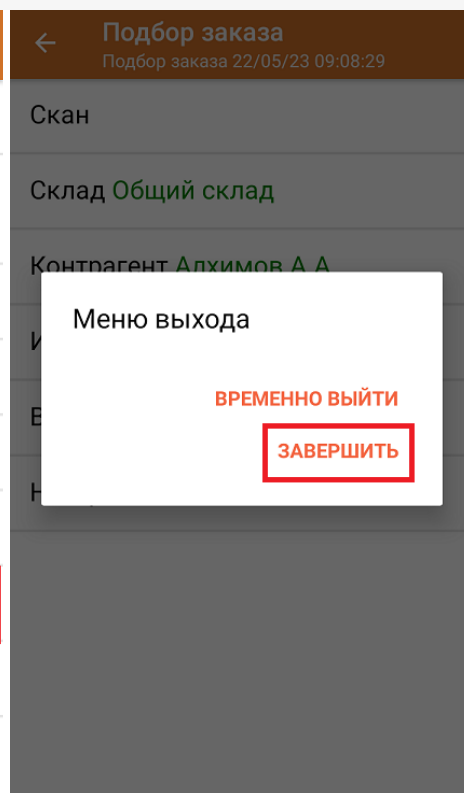 Подбор заказа
Подбор заказа 22/05/23 09:08:29
Скан
Склад Общий склад
Контрагент Алхимов А А
Меню выхода
ВРЕМЕННО ВЫЙТИ
ЗАВЕРШИТЬ